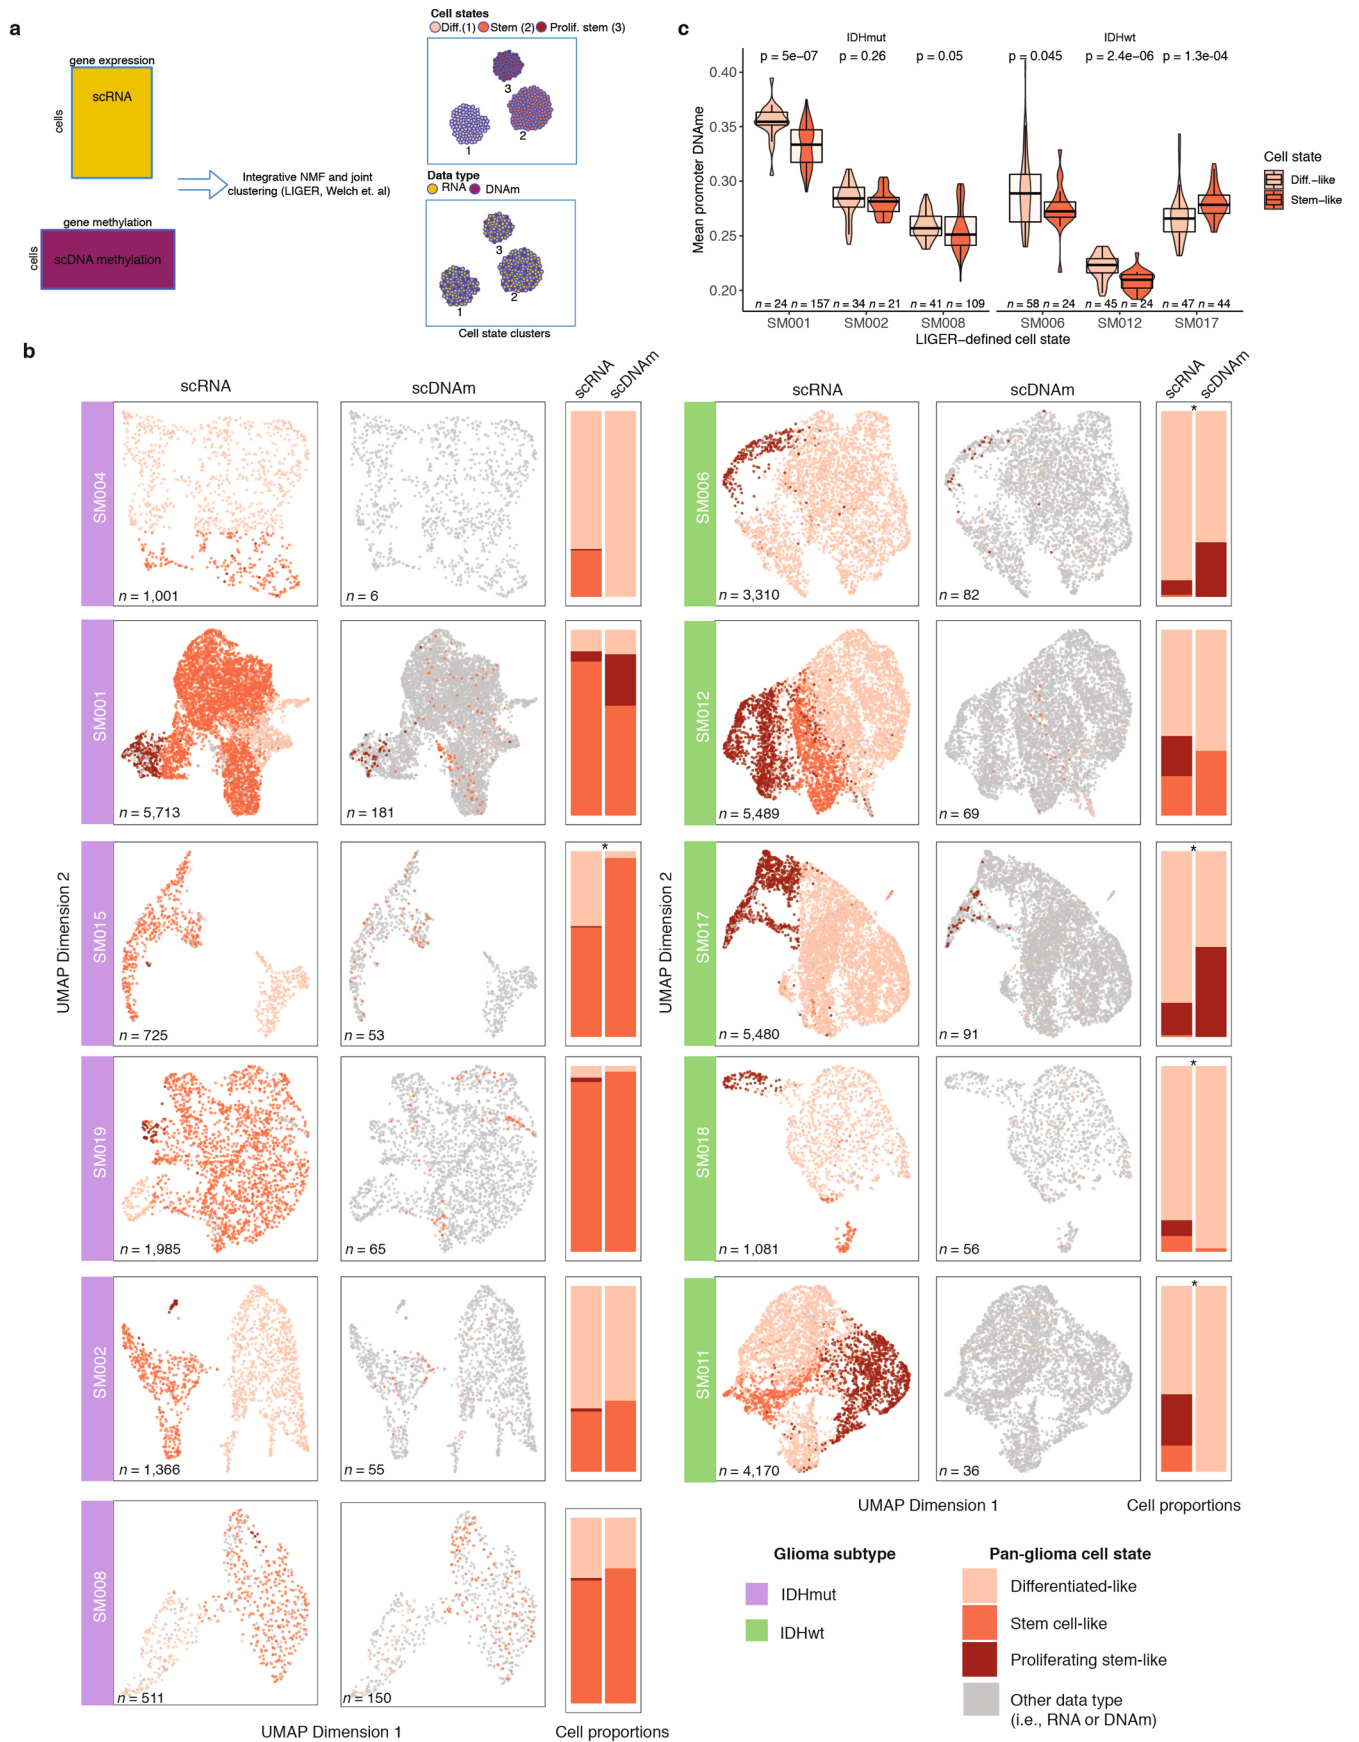 a
gene expression
scRNA
cells
gene methylation
scDNA methylation
cells
Integrative NMF and joint
clustering (LIGER, Welch et. al)
Cell states
Diff.(1) Stem (2) Prolif. stem (3)
3
2
1
Data type
RNA DNAm
3
2
1
Cell state clusters
c
IDHmut IDHwt
p = 5e−07 p = 0.26 p = 0.05 p = 0.045 p = 2.4e−06 p = 1.3e−04
Mean promoter DNAme
0.40
0.35
0.30
0.25
0.20
n = 24 n = 157 n = 34 n = 21 n = 41 n = 109 n = 58 n = 24 n = 45 n = 24 n = 47 n = 44
SM001 SM002 SM008 SM006 SM012 SM017
LIGER−defined cell state
Cell state
Diff.−like
Stem−like
b
scRNA scDNAm scRNA scDNAm
SM004
n = 1,001 n = 6
SM001
n = 5,713 n = 181
SM015
*
n = 725 n = 53
SM019
n = 1,985 n = 65
SM002
n = 1,366 n = 55
SM008
n = 511 n = 150
UMAP Dimension 2
UMAP Dimension 1 Cell proportions
scRNA scDNAm scRNA scDNAm
SM006
*
n = 3,310 n = 82
SM012
n = 5,489 n = 69
SM017
*
n = 5,480 n = 91
SM018
*
n = 1,081 n = 56
SM011
*
n = 4,170 n = 36
UMAP Dimension 2
UMAP Dimension 1 Cell proportions
Glioma subtype
IDHmut
IDHwt
Pan-glioma cell state
Differentiated-like
Stem cell-like
Proliferating stem-like
Other data type
(i.e., RNA or DNAm)